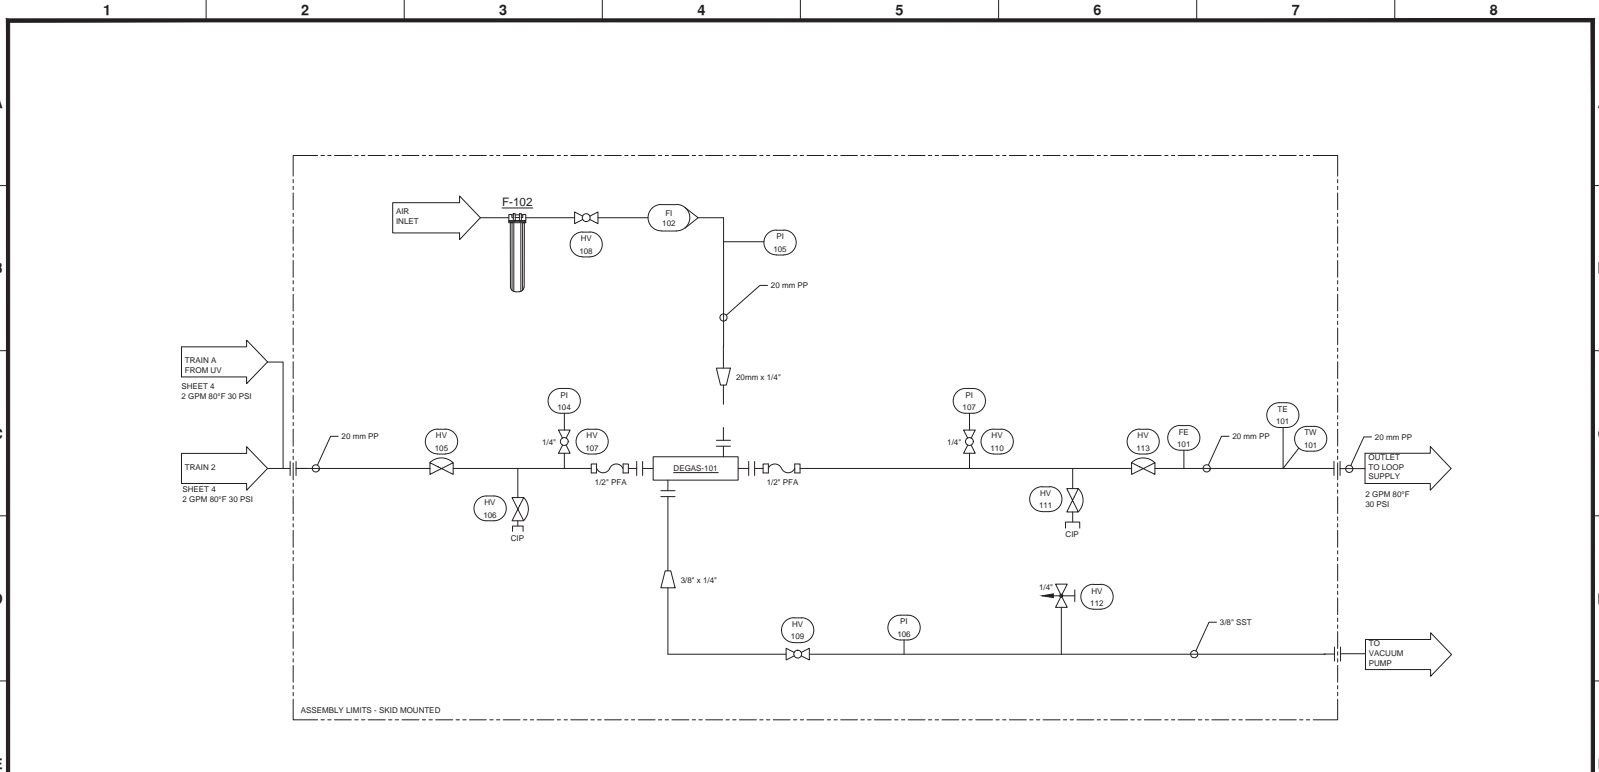 1 2 3 4 5 6 7 8
F-102
AIR
INLET
FI
102
HV
108
PI
105
20 mm PP
20mm x 1/4"
TRAIN A
FROM UV
SHEET 4
2 GPM 80°F 30 PSI
TRAIN 2
SHEET 4
2 GPM 80°F 30 PSI
20 mm PP
HV
105
PI
104
1/4"
HV
107
HV
106
CIP
1/2" PFA
DEGAS-101
1/2" PFA
PI
107
1/4"
HV
110
HV
111
CIP
HV
113
FE
101
20 mm PP
TE
101
TW
101
20 mm PP
OUTLET
TO LOOP
SUPPLY
2 GPM 80°F
30 PSI
3/8" x 1/4"
HV
109
PI
106
1/4"
HV
112
3/8" SST
TO
VACUUM
PUMP
ASSEMBLY LIMITS - SKID MOUNTED